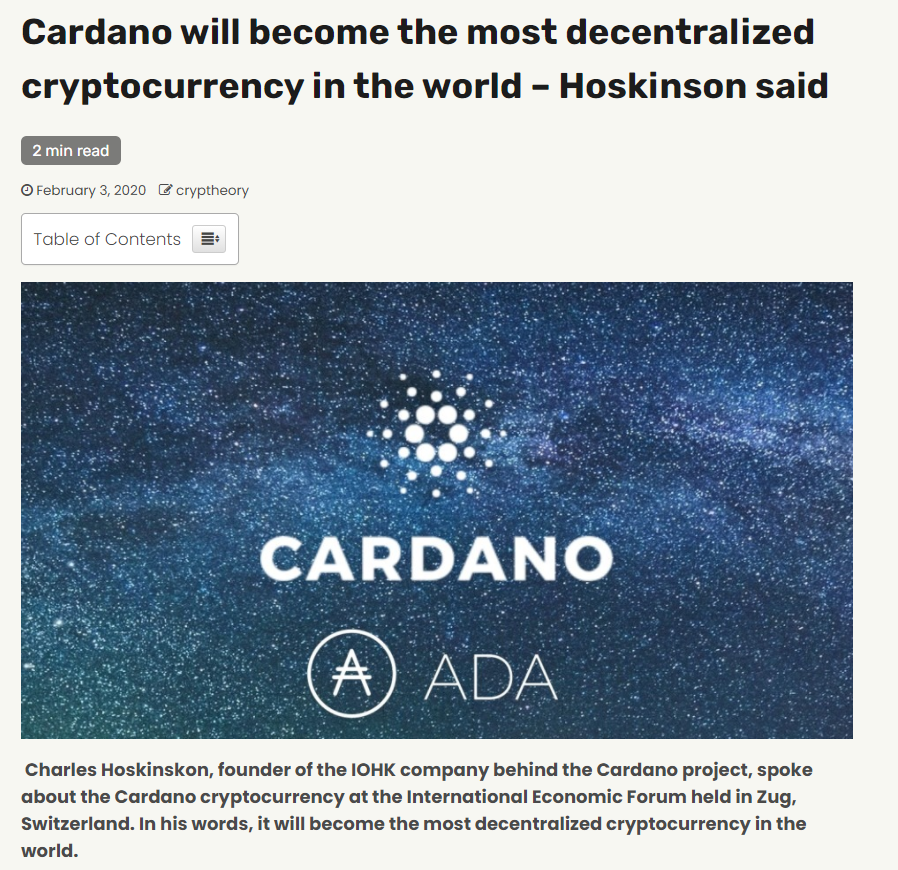 Cardano will become the most decentralized
cryptocurrency in the world – Hoskinson said
2 min read
February 3, 2020 cryptheory
Table of Contents
CARDANO
ADA
Charles Hoskinskon, founder of the IOHK company behind the Cardano project, spoke
about the Cardano cryptocurrency at the International Economic Forum held in Zug,
Switzerland. In his words, it will become the most decentralized cryptocurrency in the
world.